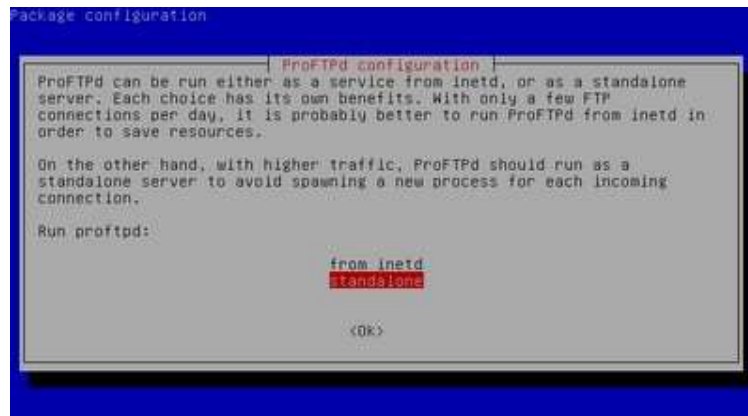 Package configuration
ProFTPd configuration
ProFTPd can be run either as a service from inetd, or as a standalone
server. Each choice has its own benefits. With only a few FTP
connections per day, it is probably better to run ProFTPd from inetd in
order to save resources.
On the other hand, with higher traffic, ProFTPd should run as a
standalone server to avoid spawning a new process for each incoming
connection.
Run proftpd:
from inetd
standalone
<Ok>